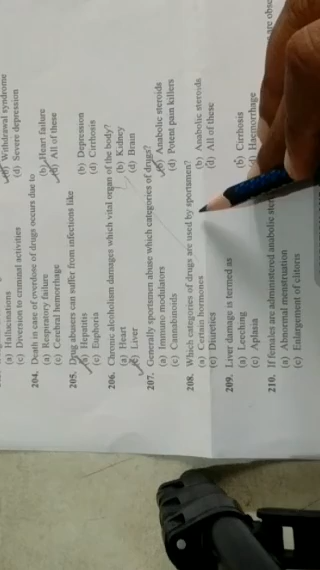 (a) Hallucinations (b) Withdrawal syndrome
(c) Diversion to criminal activities (d) Severe depression
204. Death in case of overdose of drugs occurs due to
(a) Respiratory failure (b) Heart failure
(c) Cerebral hemorrhage (d) All of these
205. Drug abusers can suffer from infections like
(a) Hepatitis (b) Depression
(c) Euphoria (d) Cirrhosis
206. Chronic alcoholism damages which vital organ of the body?
(a) Heart (b) Kidney
(c) Liver (d) Brain
207. Generally sportsmen abuse which categories of drugs?
(a) Immuno modulators (b) Anabolic steroids
(c) Cannabinoids (d) Potent pain killers
208. Which categories of drugs are used by sportsmen?
(a) Certain hormones (b) Anabolic steroids
(c) Diuretics (d) All of these
209. Liver damage is termed as
(a) Leeching (b) Cirrhosis
(c) Aplasia (d) Haemorrhage
210. If females are administered anabolic are
(a) Abnormal menstruation
(c) Enlargement of clitoris